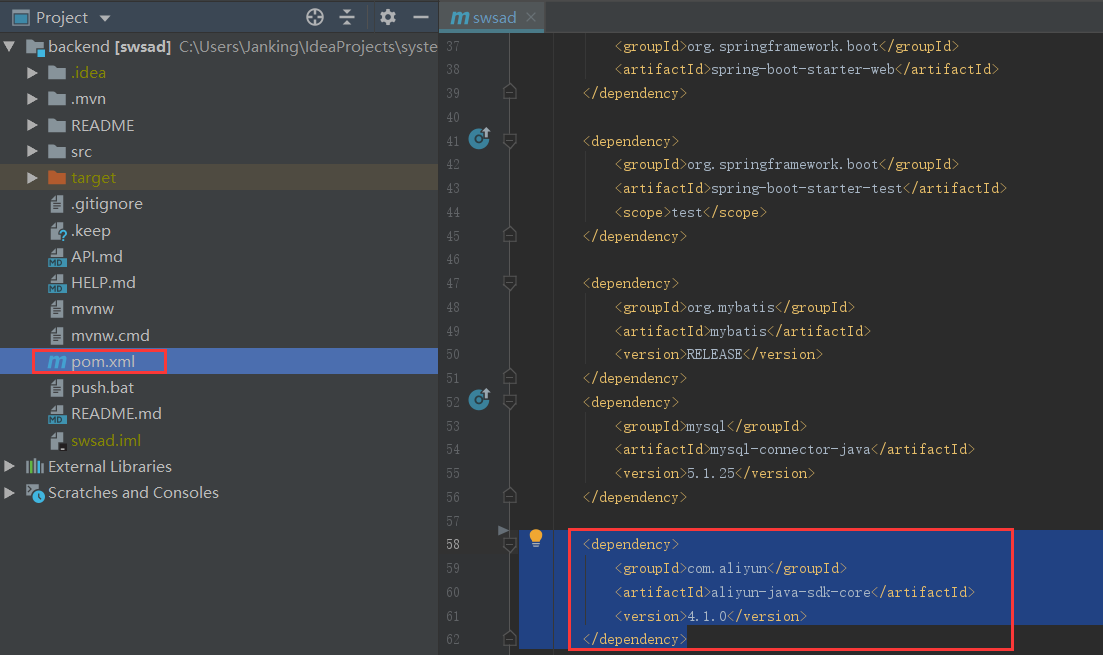 Project
backend [swsad] C:\Users\Janking\IdeaProjects\syste
.idea
.mvn
README
src
target
.gitignore
.keep
API.md
HELP.md
mvnw
mvnw.cmd
pom.xml
push.bat
README.md
swsad.iml
External Libraries
Scratches and Consoles
swsad
37 <groupId>org.springframework.boot</groupId>
38 <artifactId>spring-boot-starter-web</artifactId>
39 </dependency>
40
41 <dependency>
42 <groupId>org.springframework.boot</groupId>
43 <artifactId>spring-boot-starter-test</artifactId>
44 <scope>test</scope>
45 </dependency>
46
47 <dependency>
48 <groupId>org.mybatis</groupId>
49 <artifactId>mybatis</artifactId>
50 <version>RELEASE</version>
51 </dependency>
52 <dependency>
53 <groupId>mysql</groupId>
54 <artifactId>mysql-connector-java</artifactId>
55 <version>5.1.25</version>
56 </dependency>
57
58 <dependency>
59 <groupId>com.aliyun</groupId>
60 <artifactId>aliyun-java-sdk-core</artifactId>
61 <version>4.1.0</version>
62 </dependency>